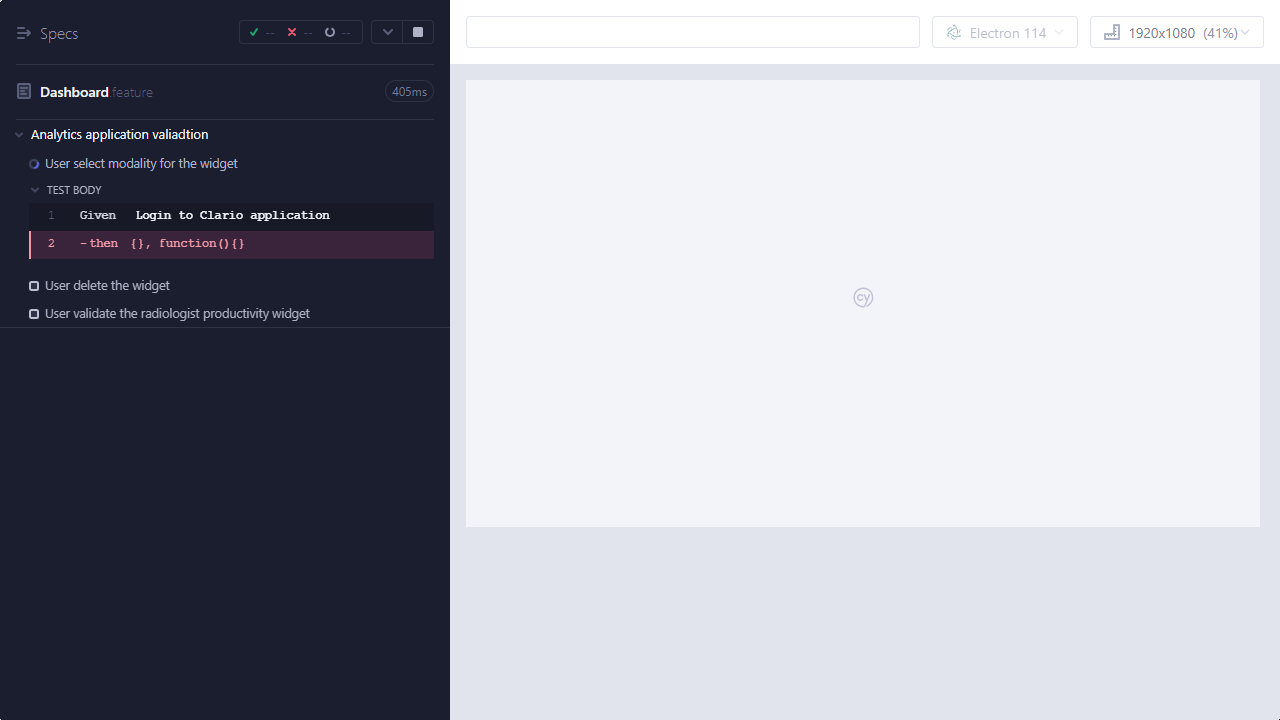 Specs
-- -- --
Electron 114
1920x1080 (41%)
Dashboard.feature
405ms
Analytics application valiadtion
User select modality for the widget
TEST BODY
1 Given Login to Clario application
2 -then {}, function(){}
User delete the widget
User validate the radiologist productivity widget
cy